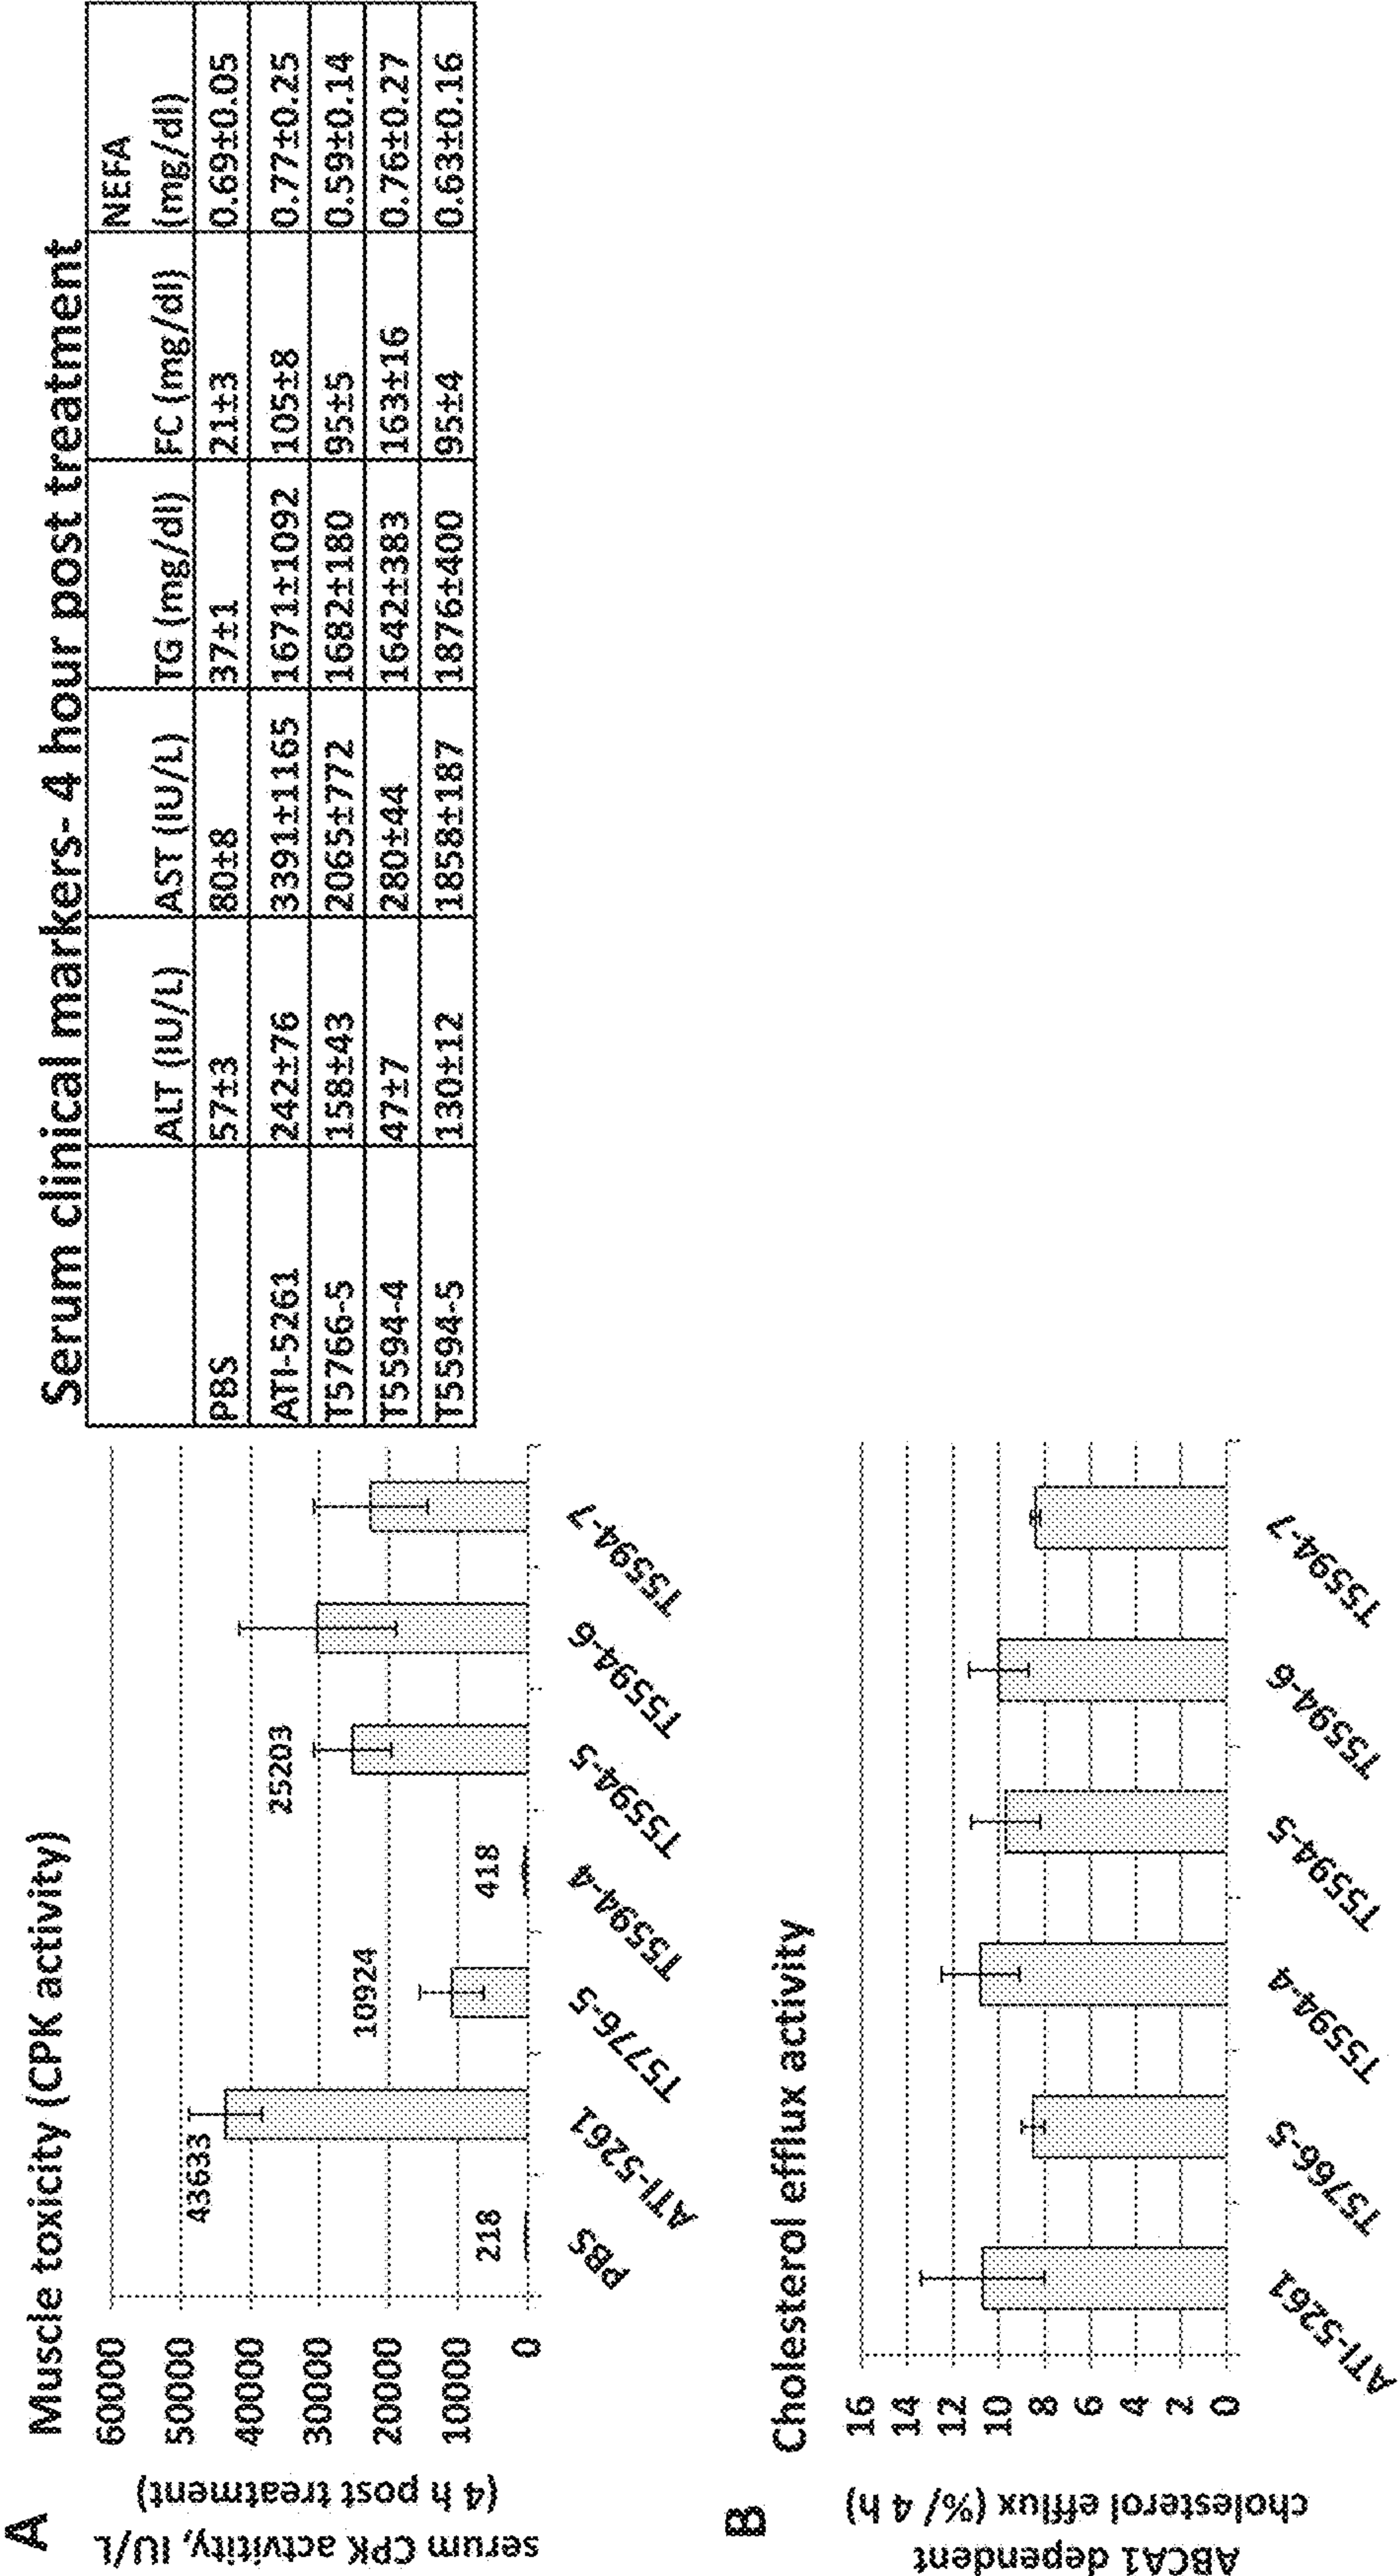 A
Muscle toxicity (CPK activity)
serum CPK actvitity, IU/L
(4 h post treatment)
60000
50000
40000
30000
20000
10000
0
218
43633
10924
418
25203
PBS
ATI-5261
T5776-5
T5594-4
T5594-5
T5594-6
T5594-7
Serum clinical markers- 4 hour post treatment
ALT (IU/L) AST (IU/L) TG (mg/dl) FC (mg/dl) NEFA (mg/dl)
PBS 57±3 80±8 37±1 21±3 0.69±0.05
ATI-5261 242±76 3391±1165 1671±1092 105±8 0.77±0.25
T5766-5 158±43 2065±772 1682±180 95±5 0.59±0.14
T5594-4 47±7 280±44 1642±383 163±16 0.76±0.27
T5594-5 130±12 1858±187 1876±400 95±4 0.63±0.16
B
Cholesterol efflux activity
ABCA1 dependent
cholesterol efflux (%/ 4 h)
16
14
12
10
8
6
4
2
0
ATI-5261
T5766-5
T5594-4
T5594-5
T5594-6
T5594-7